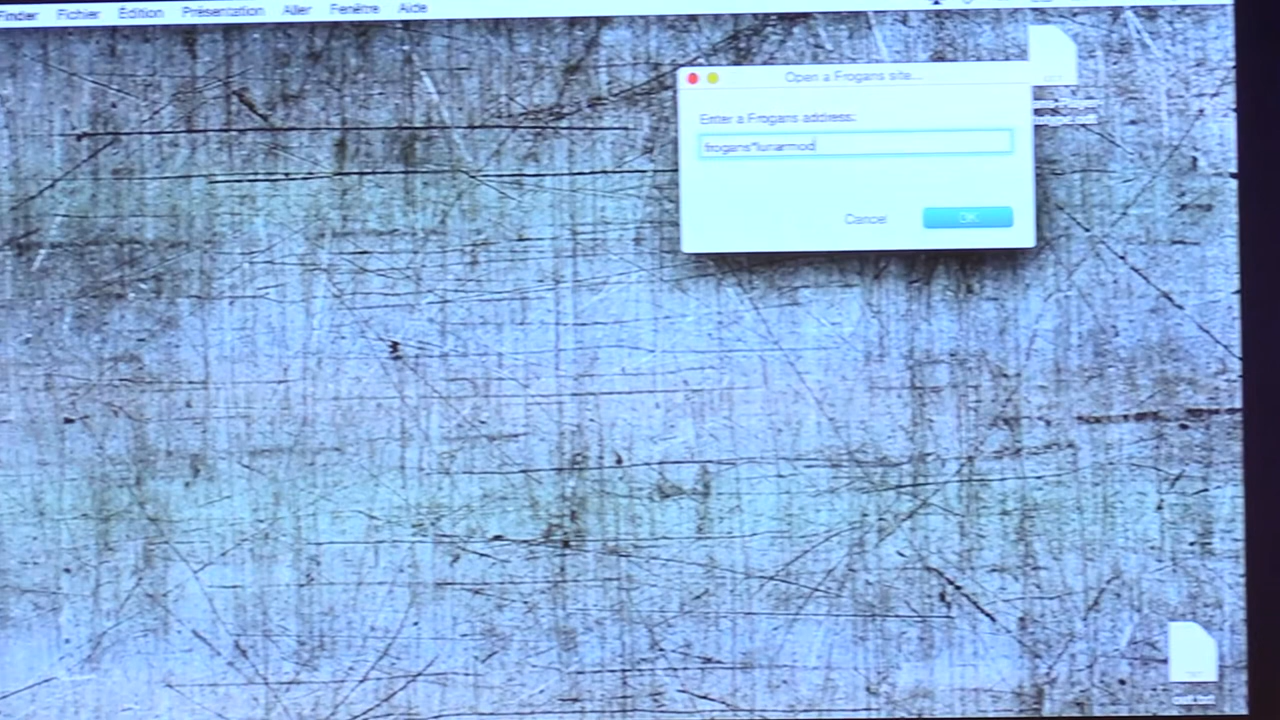 Finder Fichier Édition Présentation Aller Fenêtre Aide
Open a Frogans site...
Enter a Frogans address:
frogans*lunarmod
Cancel
OK